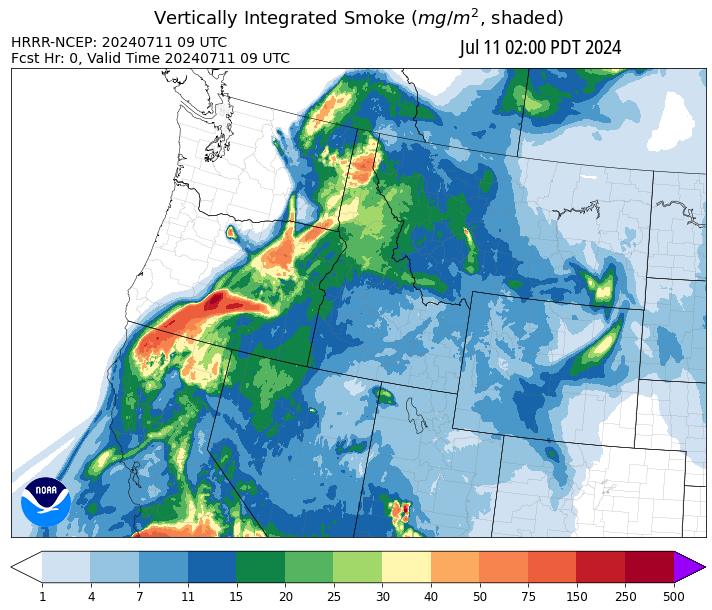 Vertically Integrated Smoke (mg/m², shaded)
HRRR-NCEP: 20240711 09 UTC
Jul 11 02:00 PDT 2024
Fcst Hr: 0, Valid Time 20240711 09 UTC
NOAA
1 4 7 11 15 20 25 30 40 50 75 150 250 500